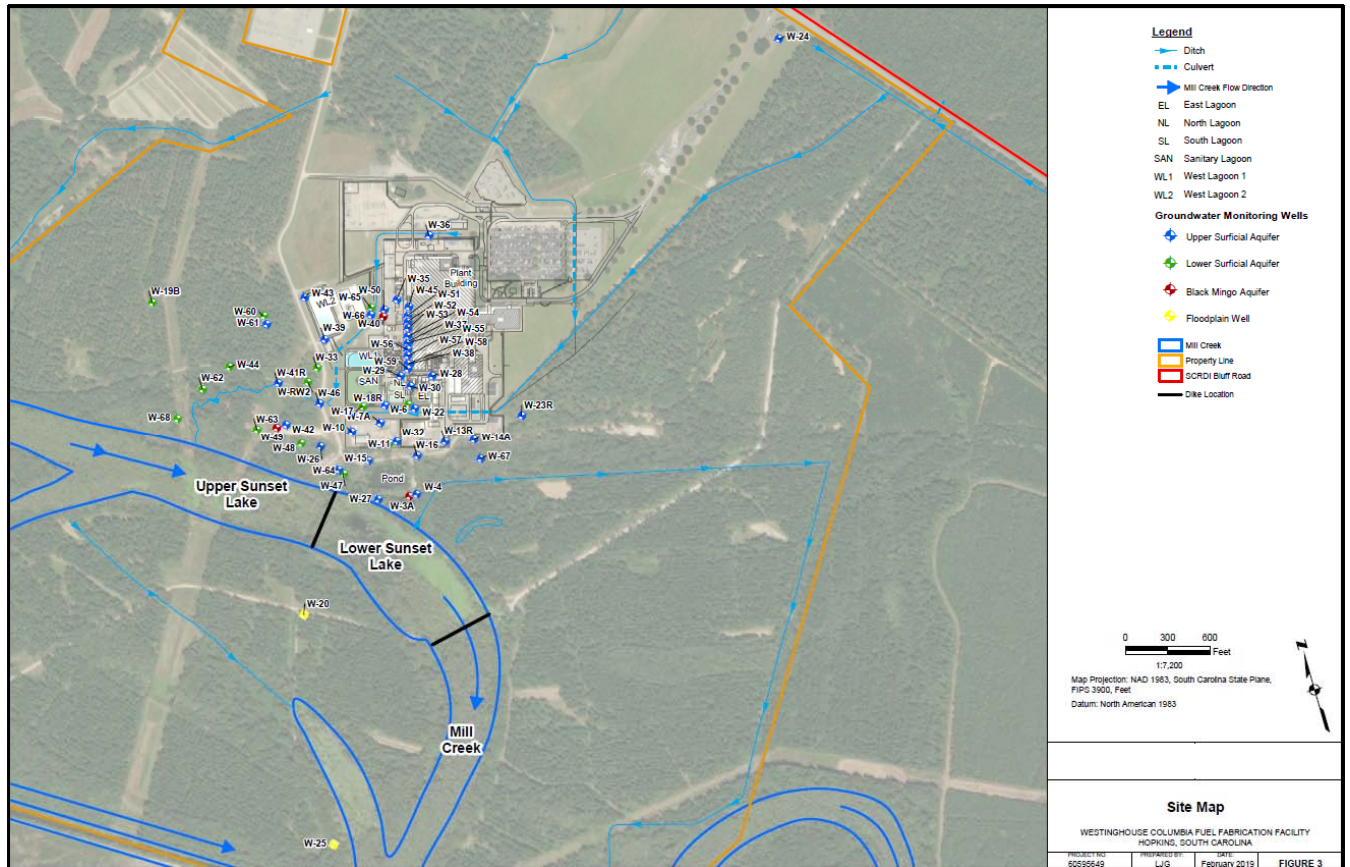 W-24
W-36
Plant
Building
W-35
W-45
W-51
W-52
W-53
W-54
W-37
W-55
W-57
W-58
W-38
W-50
W-65
W-66
W-40
W-43
WL2
W-39
W-19B
W-60
W-61
W-56
W-59
W-29
WL1
SAN
NL
SL
EL
W-28
W-30
W-33
W-44
W-41R
W-62
W-RW2
W-46
W-18R
W-17
W-7A
W-6
W-22
W-23R
W-68
W-63
W-42
W-49
W-48
W-10
W-11
W-32
W-13R
W-14A
W-16
W-67
W-26
W-15
W-64
W-47
Pond
W-27
W-4
W-3A
Upper Sunset
Lake
Lower Sunset
Lake
W-20
Mill
Creek
W-25
Legend
Ditch
Culvert
Mill Creek Flow Direction
EL East Lagoon
NL North Lagoon
SL South Lagoon
SAN Sanitary Lagoon
WL1 West Lagoon 1
WL2 West Lagoon 2
Groundwater Monitoring Wells
Upper Surficial Aquifer
Lower Surficial Aquifer
Black Mingo Aquifer
Floodplain Well
Mill Creek
Property Line
SCRDI Bluff Road
Dike Location
0 300 600
Feet
1:7,200
Map Projection: NAD 1983, South Carolina State Plane,
FIPS 3900, Feet
Datum: North American 1983
Z
Site Map
WESTINGHOUSE COLUMBIA FUEL FABRICATION FACILITY
HOPKINS, SOUTH CAROLINA
PROJECT NO. PREPARED BY: DATE:
60595649 LJG February 2019 FIGURE 3